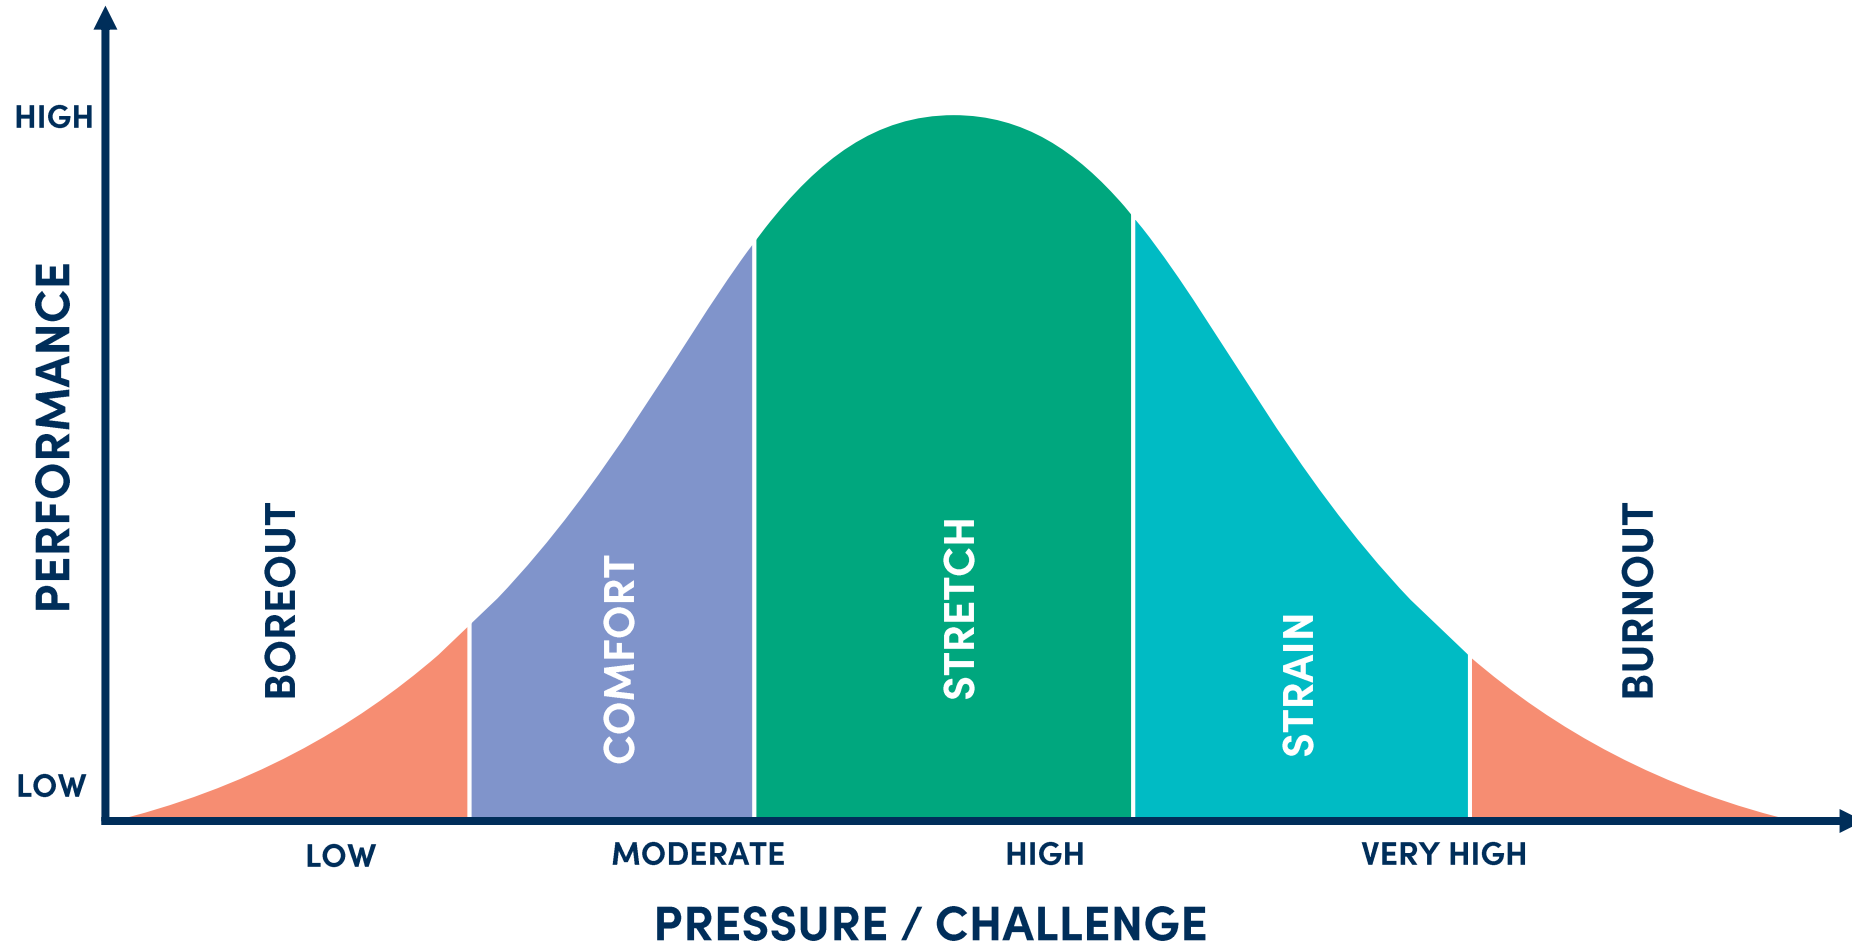 HIGH
PERFORMANCE
LOW
BOREOUT
COMFORT
STRETCH
STRAIN
BURNOUT
LOW
MODERATE
HIGH
VERY HIGH
PRESSURE / CHALLENGE